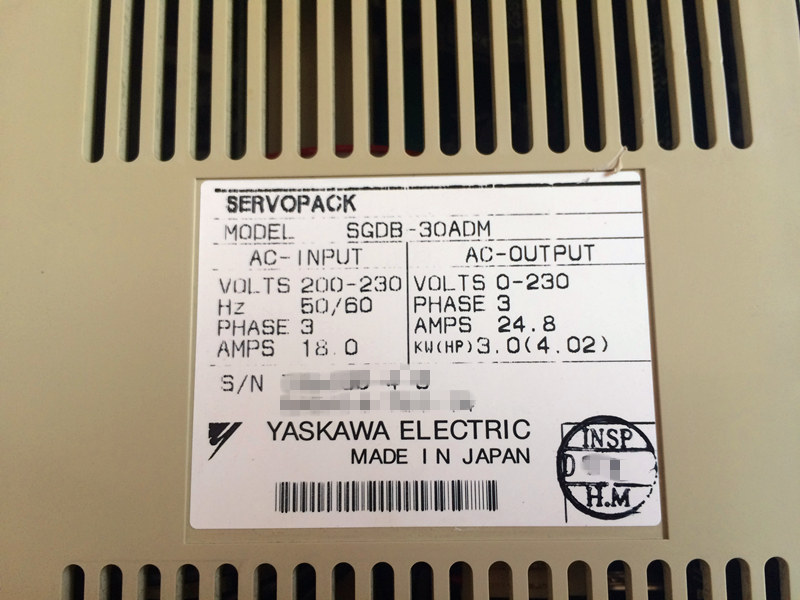 SERVOPACK
MODEL SGDB-30ADM
AC-INPUT AC-OUTPUT
VOLTS 200-230 VOLTS 0-230
Hz 50/60 PHASE 3
PHASE 3 AMPS 24.8
AMPS 18.0 KW(HP) 3.0(4.02)
S/N
YASKAWA ELECTRIC
MADE IN JAPAN
INSP
D
H.M